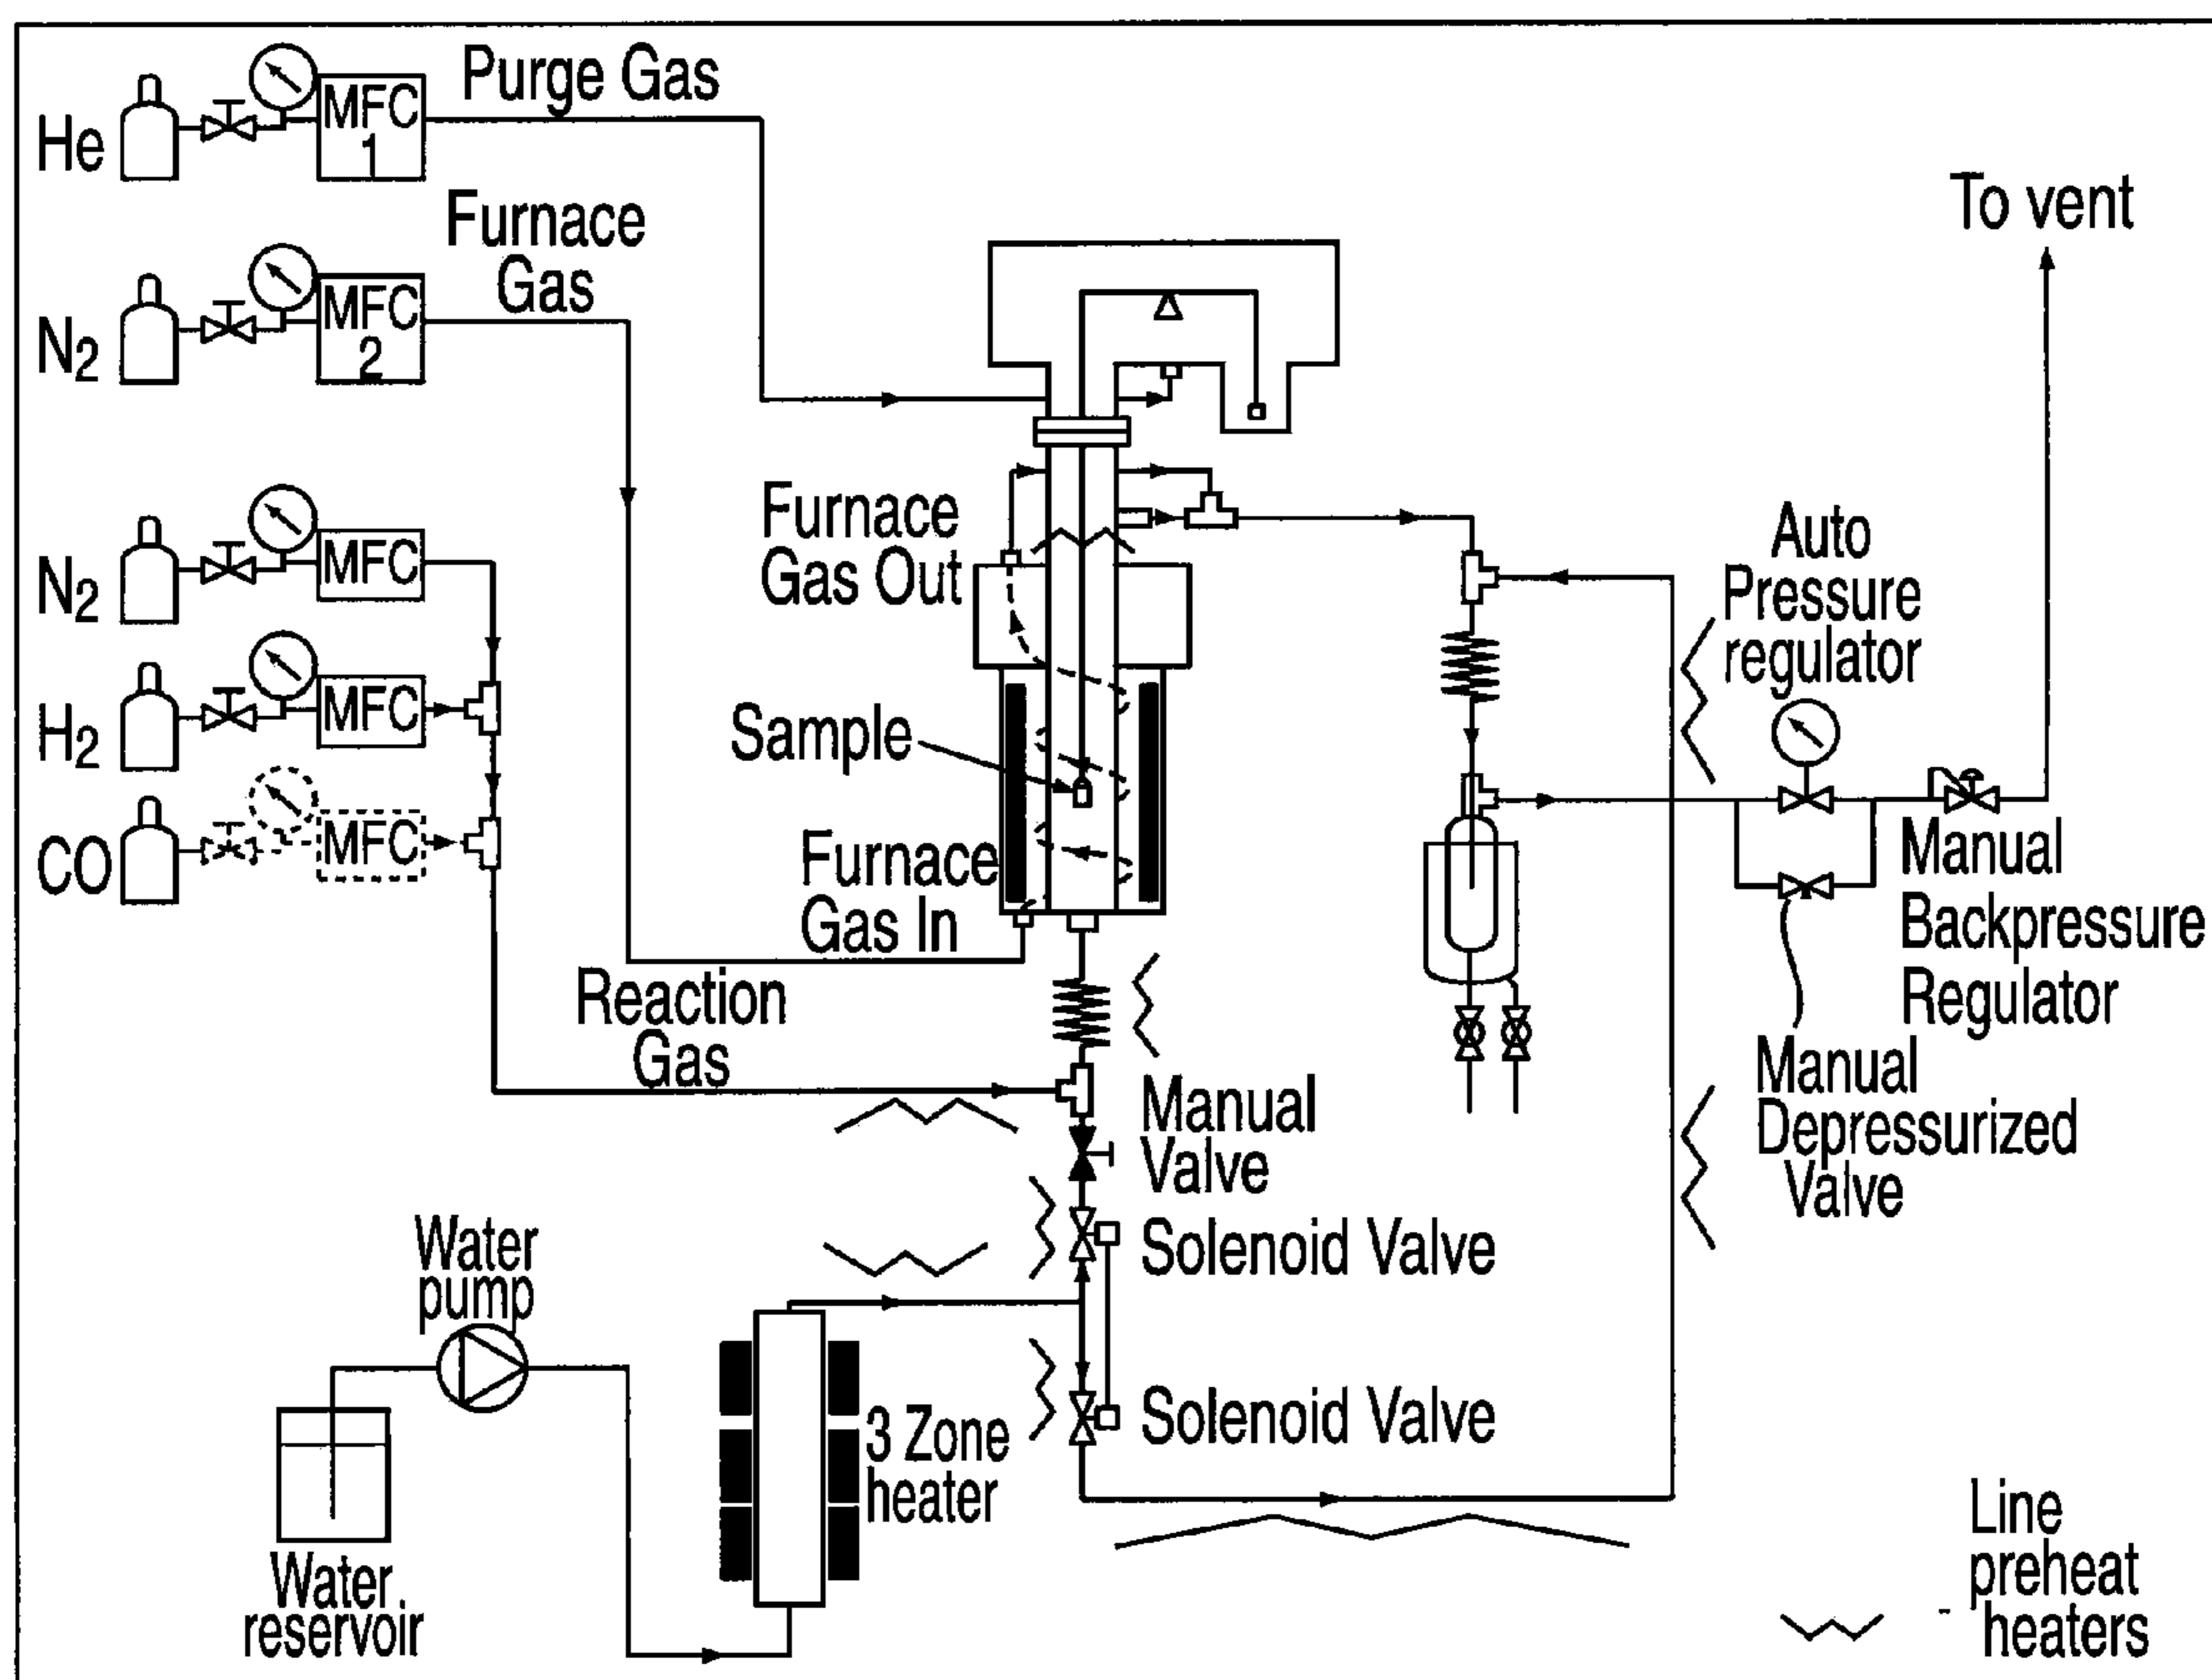 He
MFC
1
Purge Gas
N2
MFC
2
Furnace
Gas
To vent
N2
MFC
H2
MFC
CO
MFC
Furnace
Gas Out
Sample
Furnace
Gas In
Auto
Pressure
regulator
Manual
Backpressure
Regulator
Manual
Depressurized
Valve
Reaction
Gas
Manual
Valve
Solenoid Valve
Solenoid Valve
Water
pump
3 Zone
heater
Water
reservoir
- Line
preheat
heaters